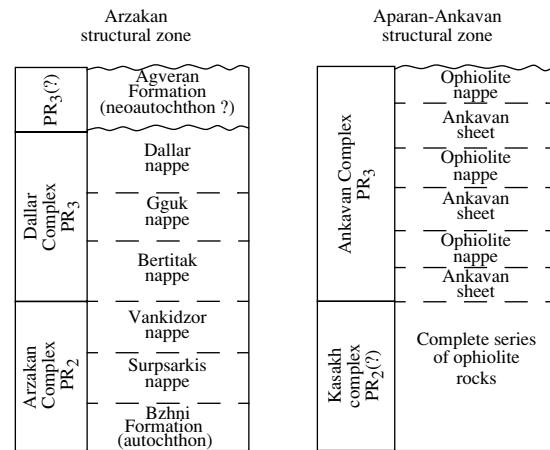 Arzakan
structural zone
PR3(?)
Agveran
Formation
(neoautochthon ?)
Dallar
Complex
PR3
Dallar
nappe
Gguk
nappe
Bertitak
nappe
Arzakan
Complex
PR2
Vankidzor
nappe
Surpsarkis
nappe
Bzhni
Formation
(autochthon)
Aparan-Ankavan
structural zone
Ankavan Complex
PR3
Ophiolite
nappe
Ankavan
sheet
Ophiolite
nappe
Ankavan
sheet
Ophiolite
nappe
Ankavan
sheet
Kasakh
complex
PR2(?)
Complete series
of ophiolite
rocks